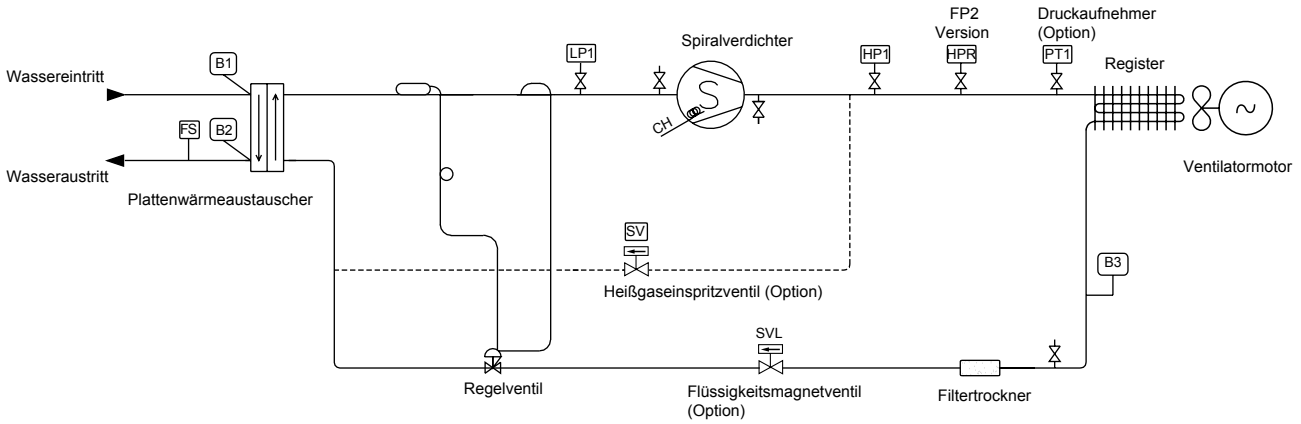 FP2
Version
Druckaufnehmer
(Option)
Spiralverdichter
LP1
HP1
HPR
PT1
Register
B1
Wassereintritt
S
CH
FS
B2
Wasseraustritt
Plattenwärmeaustauscher
Ventilatormotor
SV
B3
Heißgaseinspritzventil (Option)
SVL
Regelventil
Flüssigkeitsmagnetventil
(Option)
Filtertrockner